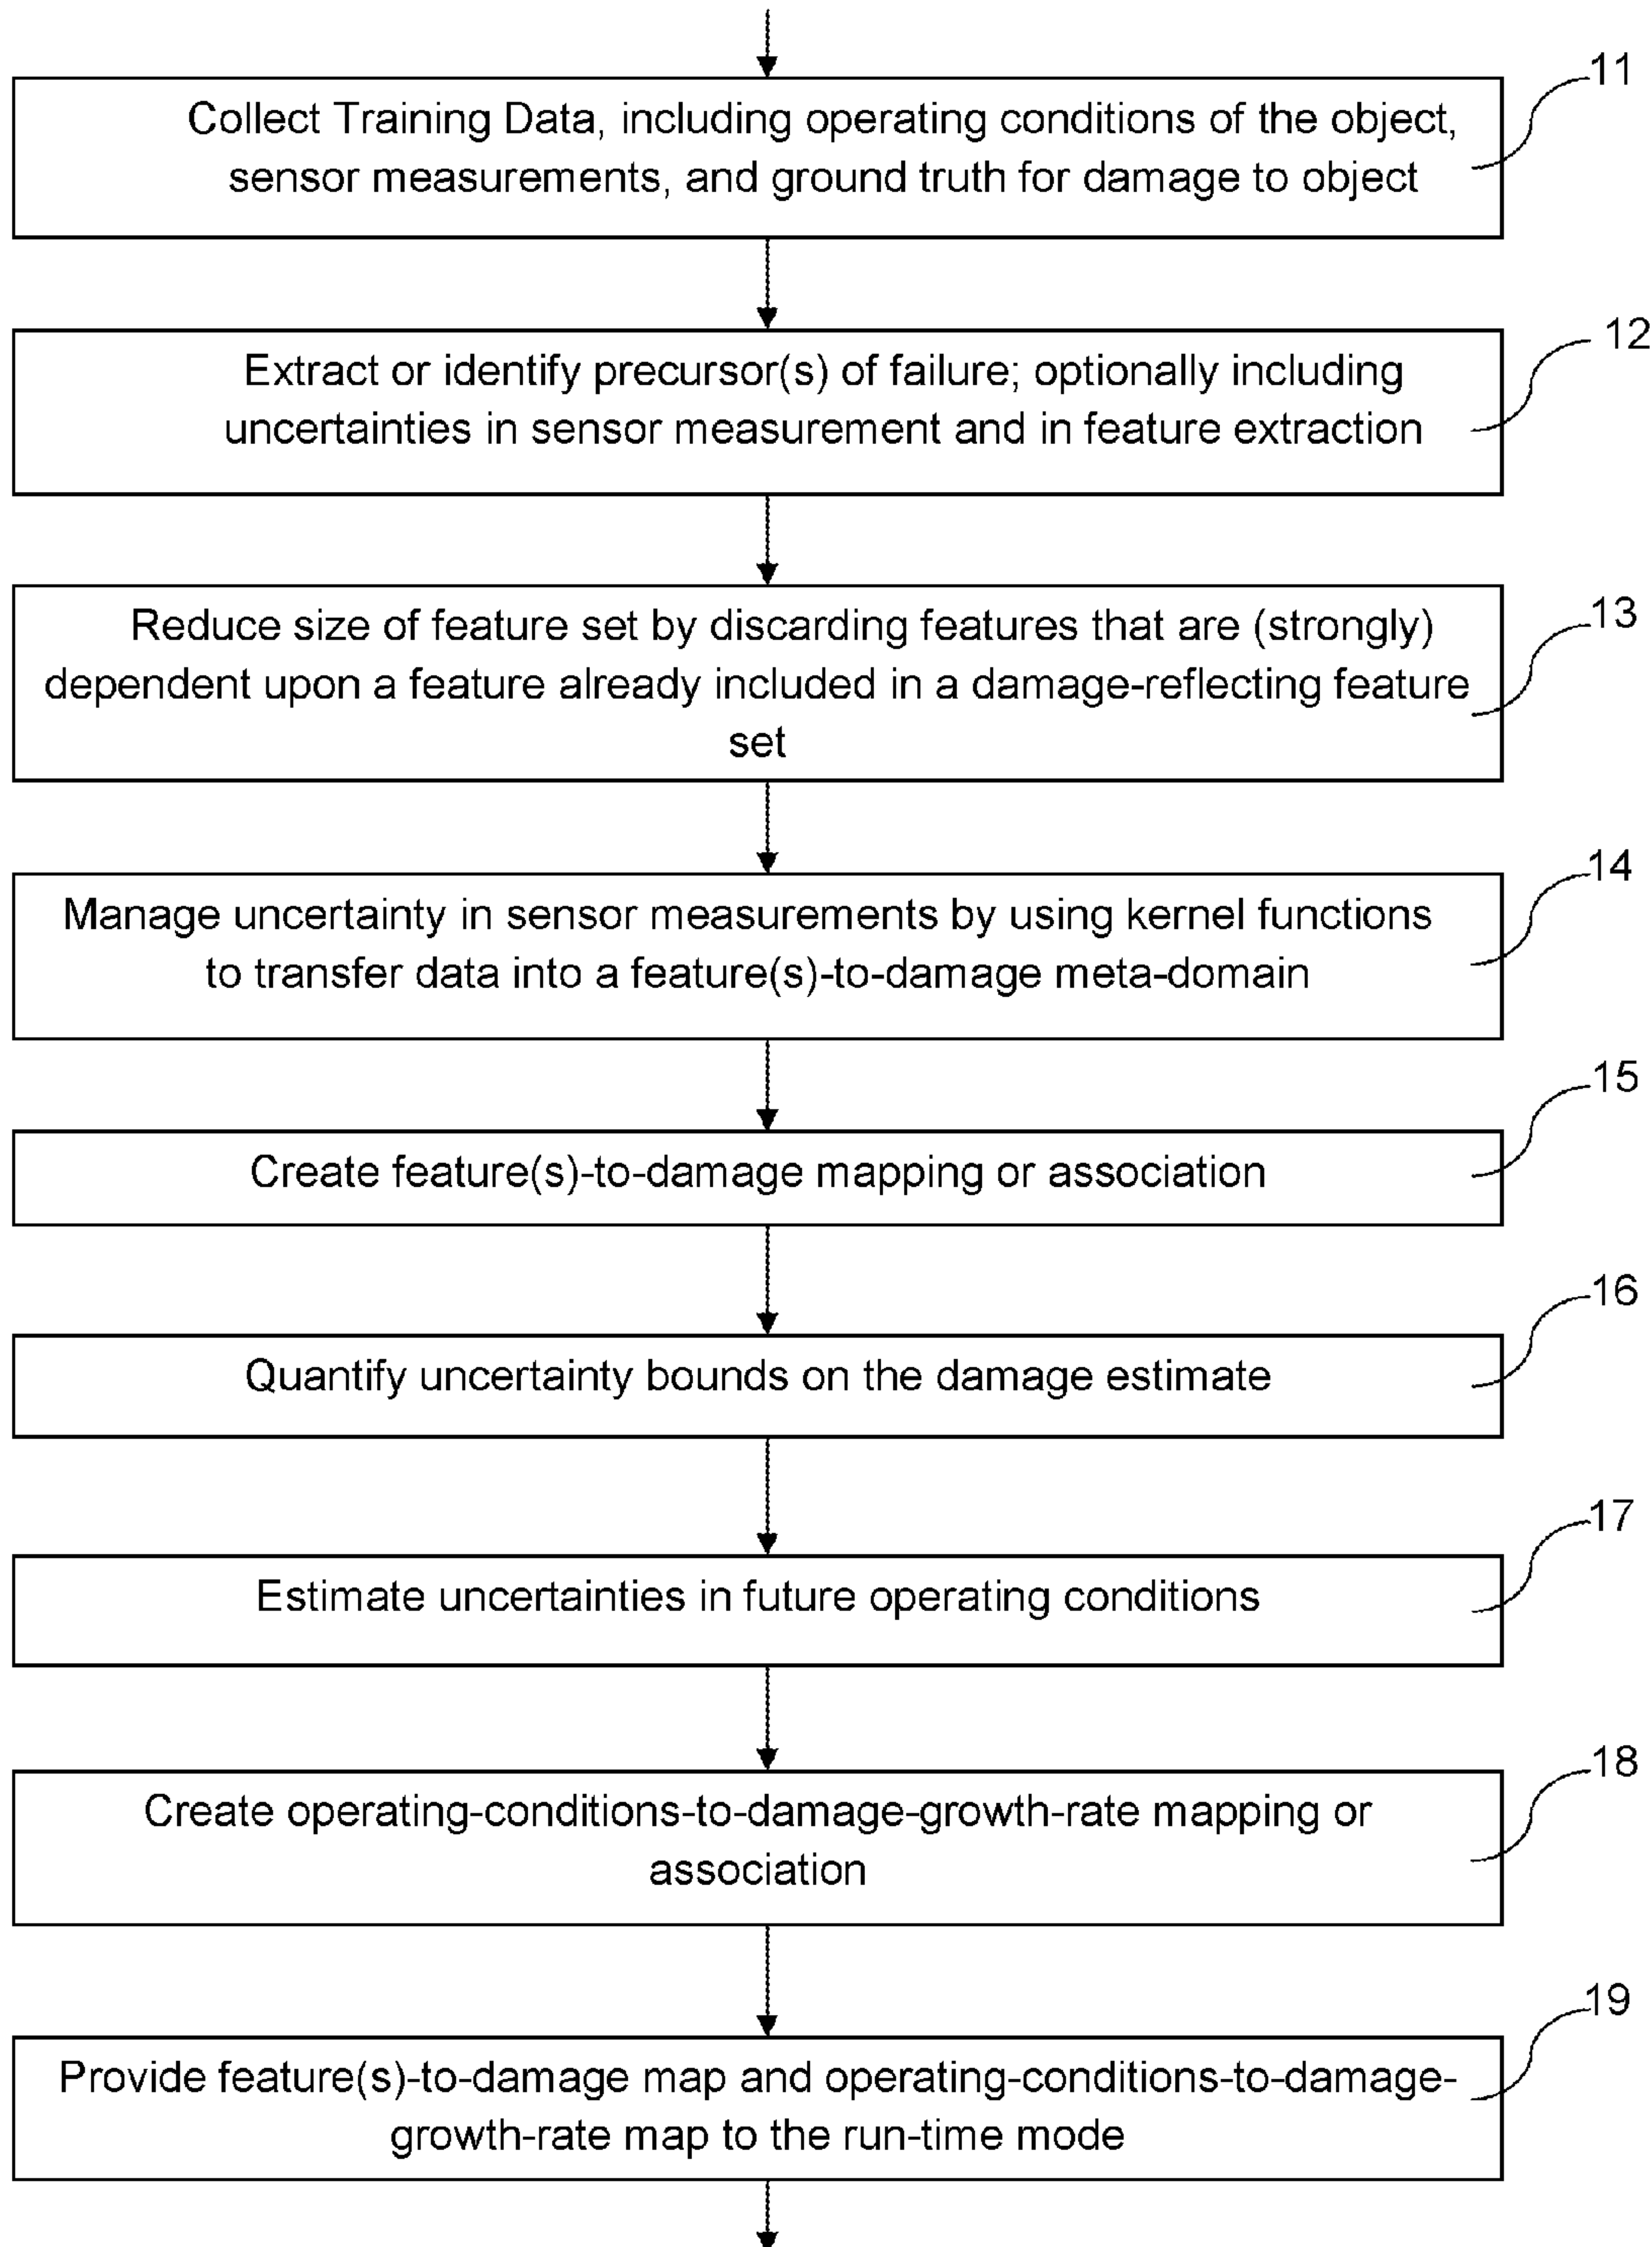 11
Collect Training Data, including operating conditions of the object,
sensor measurements, and ground truth for damage to object
12
Extract or identify precursor(s) of failure; optionally including
uncertainties in sensor measurement and in feature extraction
13
Reduce size of feature set by discarding features that are (strongly)
dependent upon a feature already included in a damage-reflecting feature
set
14
Manage uncertainty in sensor measurements by using kernel functions
to transfer data into a feature(s)-to-damage meta-domain
15
Create feature(s)-to-damage mapping or association
16
Quantify uncertainty bounds on the damage estimate
17
Estimate uncertainties in future operating conditions
18
Create operating-conditions-to-damage-growth-rate mapping or
association
19
Provide feature(s)-to-damage map and operating-conditions-to-damage-
growth-rate map to the run-time mode